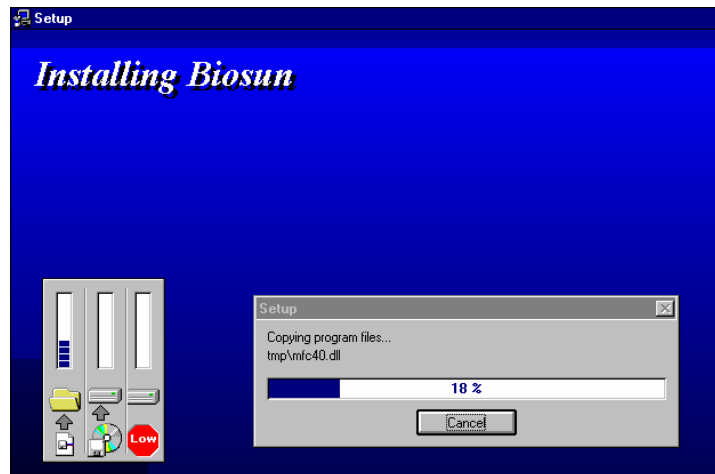 Setup
Installing Biosun
Setup
Copying program files...
tmp\mfc40.dll
18 %
Cancel
Low